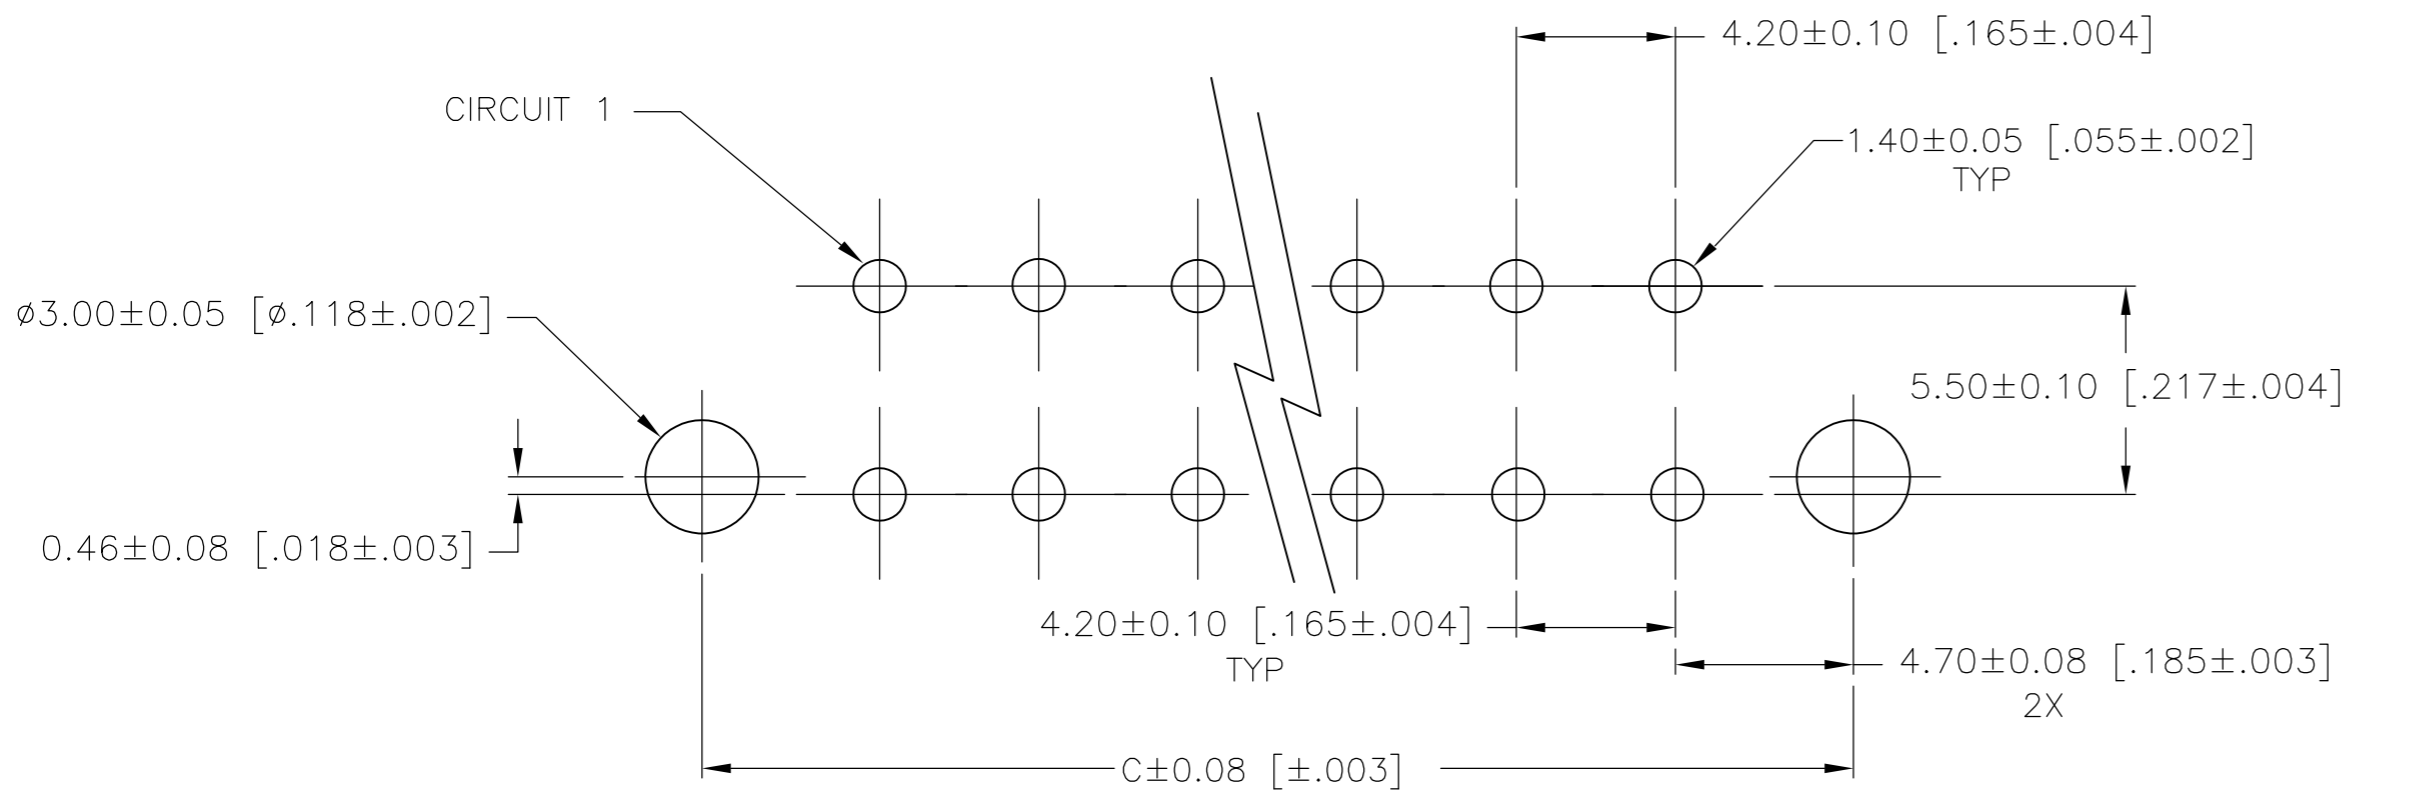 4.20±0.10 [.165±.004]
CIRCUIT 1
1.40±0.05 [.055±.002]
TYP
⌀3.00±0.05 [⌀.118±.002]
5.50±0.10 [.217±.004]
0.46±0.08 [.018±.003]
4.20±0.10 [.165±.004]
TYP
4.70±0.08 [.185±.003]
2X
C±0.08 [±.003]